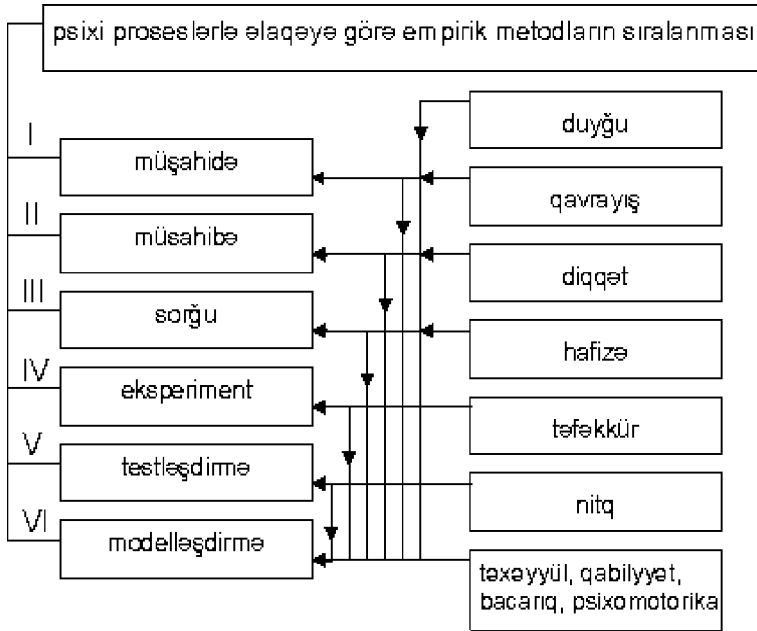 psixi proseslərlə əlaqəyə görə empirik metodların sıralanması
I
müşahidə
II
müsahibə
III
sorğu
IV
eksperiment
V
testləşdirmə
VI
modelləşdirmə
duyğu
qavrayış
diqqət
hafizə
təfəkkür
nitq
təxəyyül, qabilyyət,
bacarıq, psixomotorika